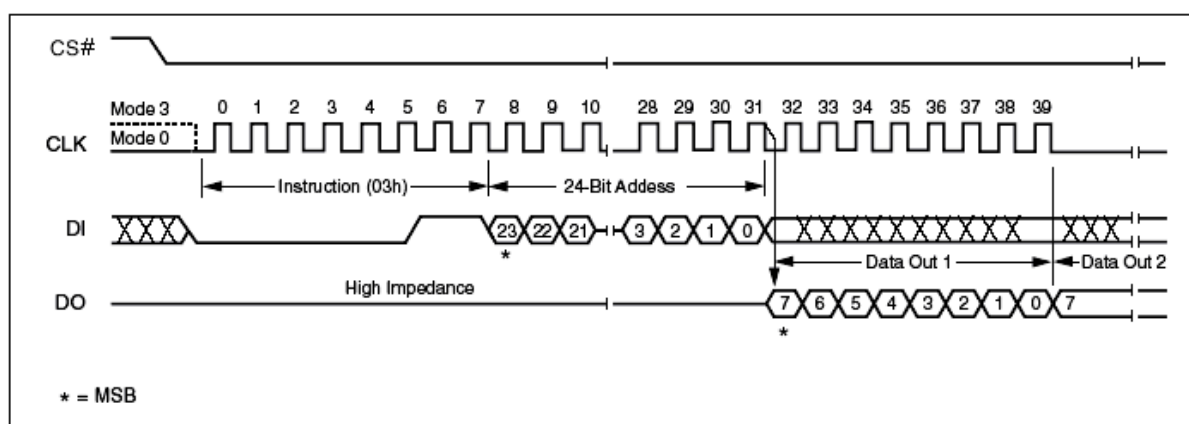 CS#
Mode 3 0 1 2 3 4 5 6 7 8 9 10 28 29 30 31 32 33 34 35 36 37 38 39
Mode 0
CLK
Instruction (03h) 24-Bit Addess
DI 23 22 21 3 2 1 0
*
Data Out 1 Data Out 2
High Impedance
DO 7 6 5 4 3 2 1 0 7
*
* = MSB